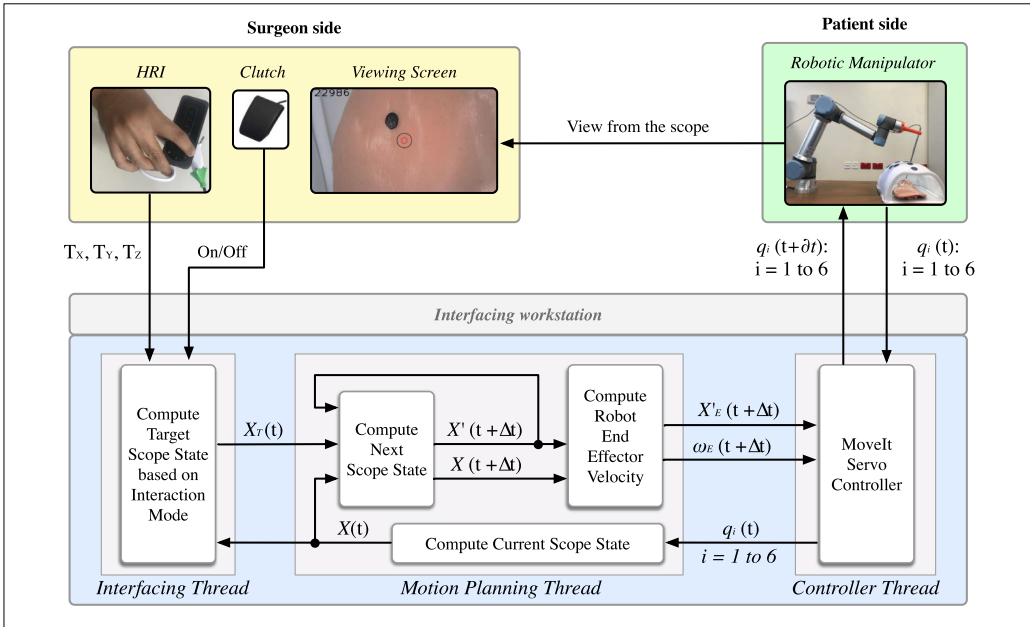 Surgeon side
Patient side
HRI
Clutch
Viewing Screen
Robotic Manipulator
22986
View from the scope
Tx, Ty, Tz
On/Off
qi (t+∂t):
i = 1 to 6
qi (t):
i = 1 to 6
Interfacing workstation
Compute
Target
Scope State
based on
Interaction
Mode
XT(t)
Compute
Next
Scope State
X' (t +Δt)
X (t +Δt)
Compute
Robot
End
Effector
Velocity
X'E (t +Δt)
ωE (t +Δt)
MoveIt
Servo
Controller
X(t)
Compute Current Scope State
qi (t)
i = 1 to 6
Interfacing Thread
Motion Planning Thread
Controller Thread